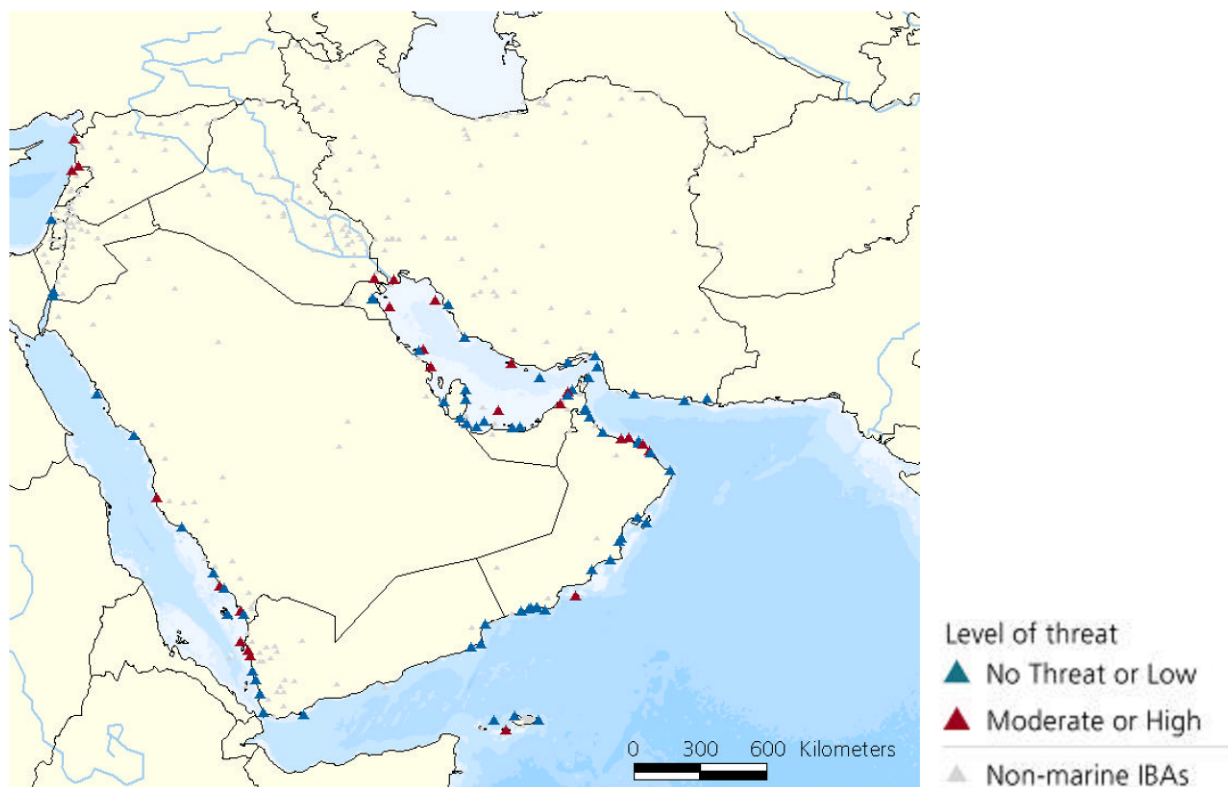 0 300 600 Kilometers
Level of threat
No Threat or Low
Moderate or High
Non-marine IBAs